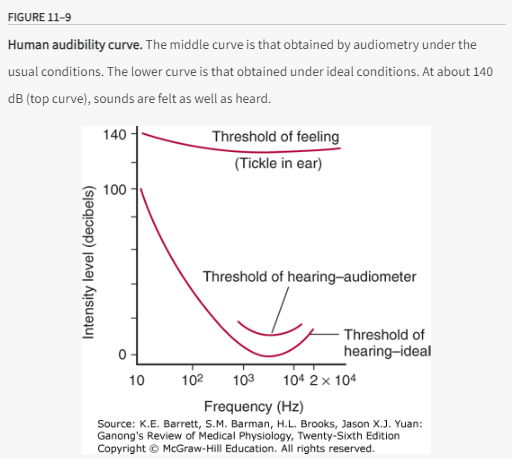 FIGURE 11–9
Human audibility curve. The middle curve is that obtained by audiometry under the
usual conditions. The lower curve is that obtained under ideal conditions. At about 140
dB (top curve), sounds are felt as well as heard.
140
Threshold of feeling
(Tickle in ear)
100
Intensity level (decibels)
Threshold of hearing–audiometer
Threshold of
hearing–ideal
0
10 10² 10³ 10⁴ 2 × 10⁴
Frequency (Hz)
Source: K.E. Barrett, S.M. Barman, H.L. Brooks, Jason X.J. Yuan:
Ganong's Review of Medical Physiology, Twenty-Sixth Edition
Copyright © McGraw-Hill Education. All rights reserved.